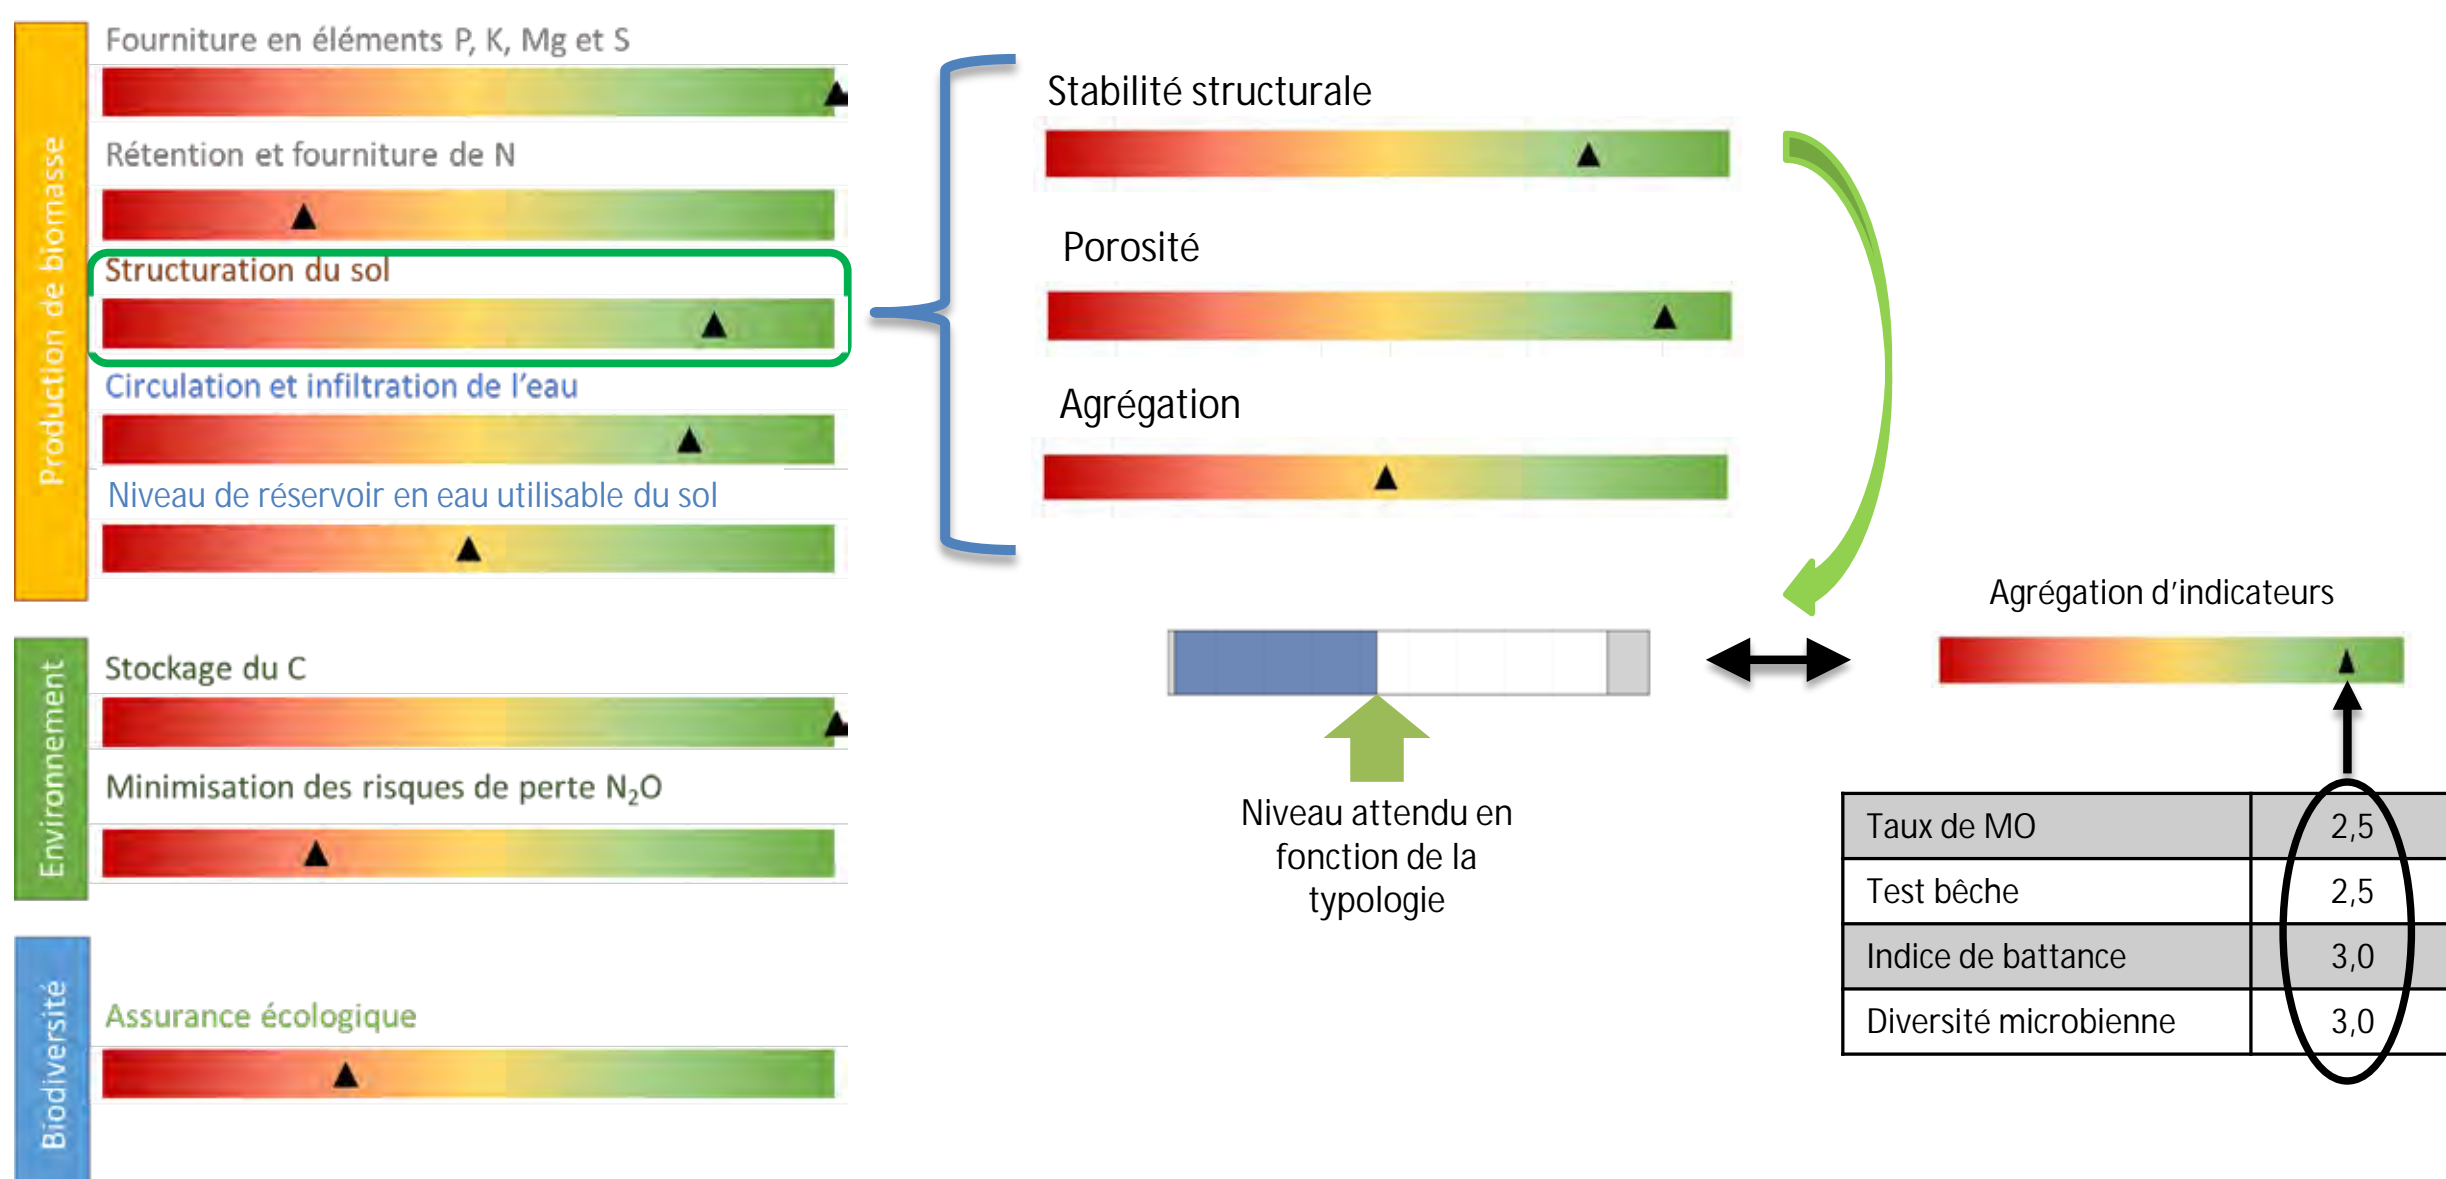 Production de biomasse
Fourniture en éléments P, K, Mg et S
Rétention et fourniture de N
Structuration du sol
Circulation et infiltration de l'eau
Niveau de réservoir en eau utilisable du sol
Environnement
Stockage du C
Minimisation des risques de perte N₂O
Biodiversité
Assurance écologique
Stabilité structurale
Porosité
Agrégation
Niveau attendu en
fonction de la
typologie
Agrégation d'indicateurs
Taux de MO 2,5
Test bêche 2,5
Indice de battance 3,0
Diversité microbienne 3,0